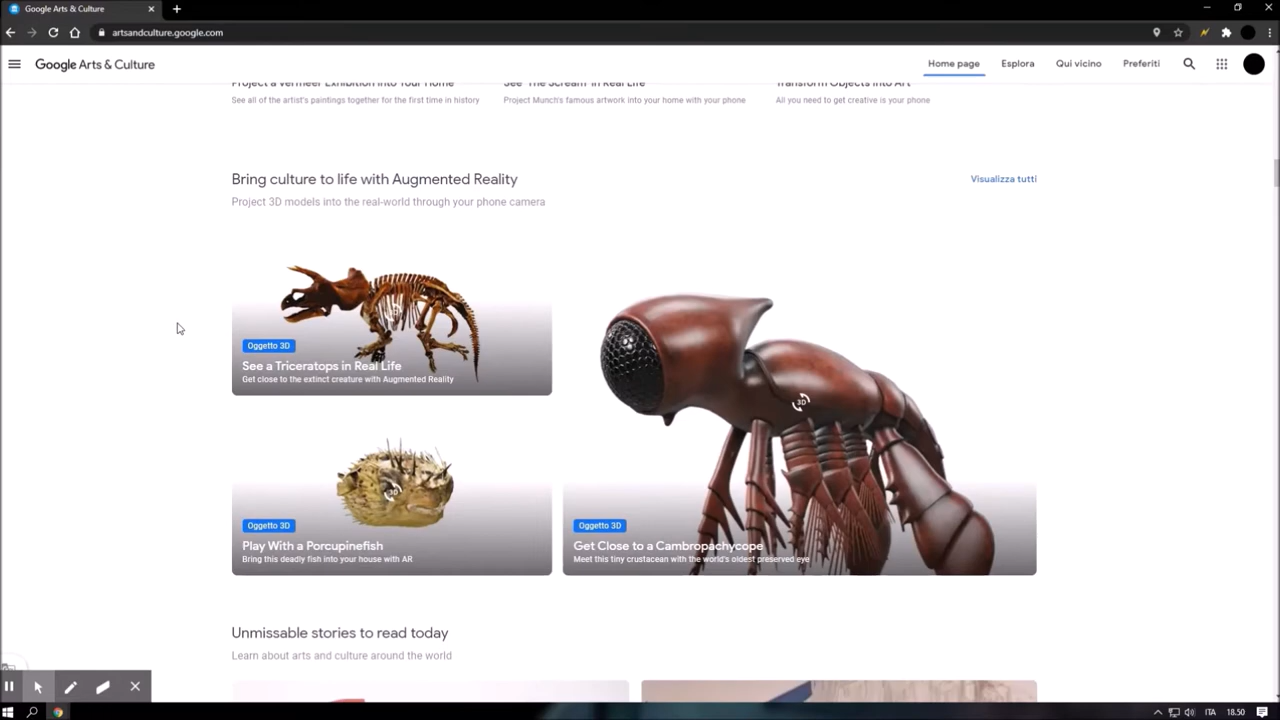 Google Arts & Culture
artsandculture.google.com
Google Arts & Culture
Home page
Esplora
Qui vicino
Preferiti
Project a Vermeer Exhibition Into Your Home
See 'The Scream' in Real Life
Transform Objects Into Art
See all of the artist's paintings together for the first time in history
Project Munch's famous artwork into your home with your phone
All you need to get creative is your phone
Bring culture to life with Augmented Reality
Visualizza tutti
Project 3D models into the real-world through your phone camera
Oggetto 3D
See a Triceratops in Real Life
Get close to the extinct creature with Augmented Reality
3D
3D
Oggetto 3D
Play With a Porcupinefish
Bring this deadly fish into your house with AR
3D
Oggetto 3D
Get Close to a Cambropachycope
Meet this tiny crustacean with the world's oldest preserved eye
Unmissable stories to read today
Learn about arts and culture around the world
ITA
18.50